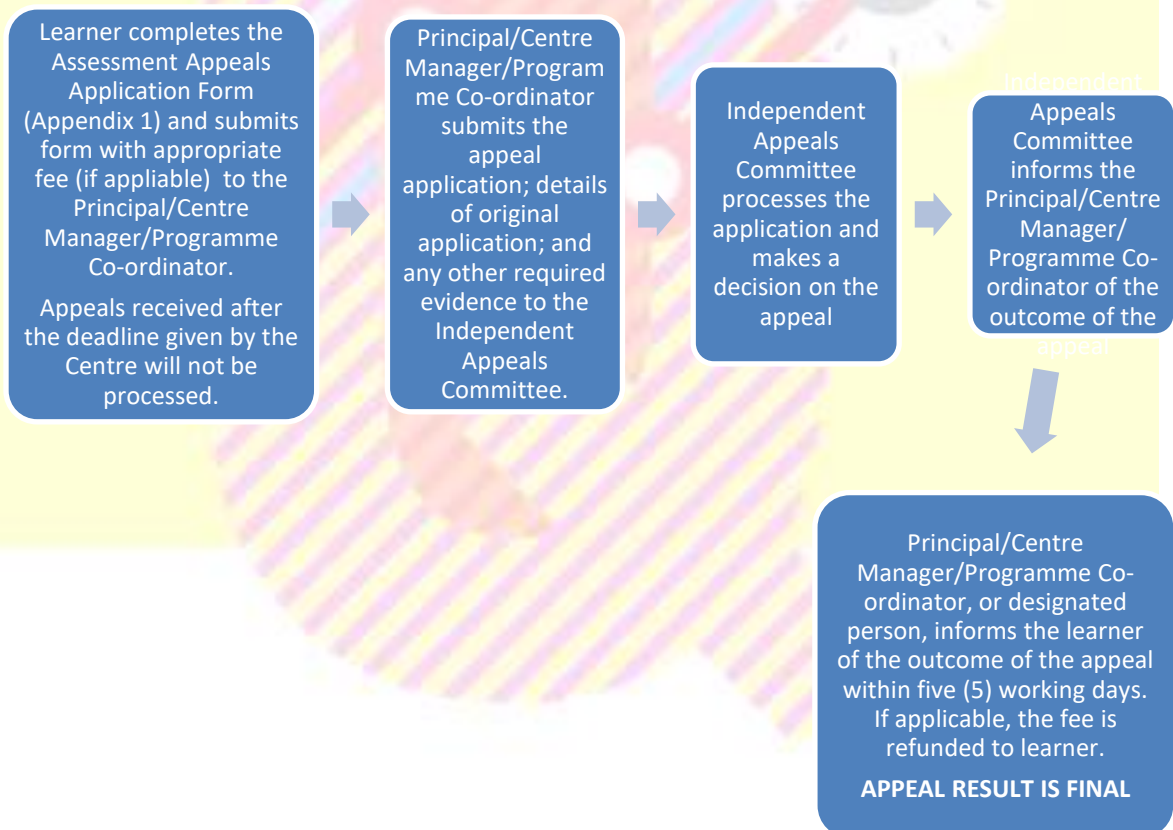 Learner completes the
Assessment Appeals
Application Form
(Appendix 1) and submits
form with appropriate
fee (if appliable) to the
Principal/Centre
Manager/Programme
Co-ordinator.
Appeals received after
the deadline given by the
Centre will not be
processed.
Principal/Centre
Manager/Program
me Co-ordinator
submits the
appeal
application; details
of original
application; and
any other required
evidence to the
Independent
Appeals
Committee.
Independent
Appeals
Committee
processes the
application and
makes a
decision on the
appeal
Independent
Appeals
Committee
informs the
Principal/Centre
Manager/
Programme Co-
ordinator of the
outcome of the
appeal
Principal/Centre
Manager/Programme Co-
ordinator, or designated
person, informs the learner
of the outcome of the appeal
within five (5) working days.
If applicable, the fee is
refunded to learner.
APPEAL RESULT IS FINAL